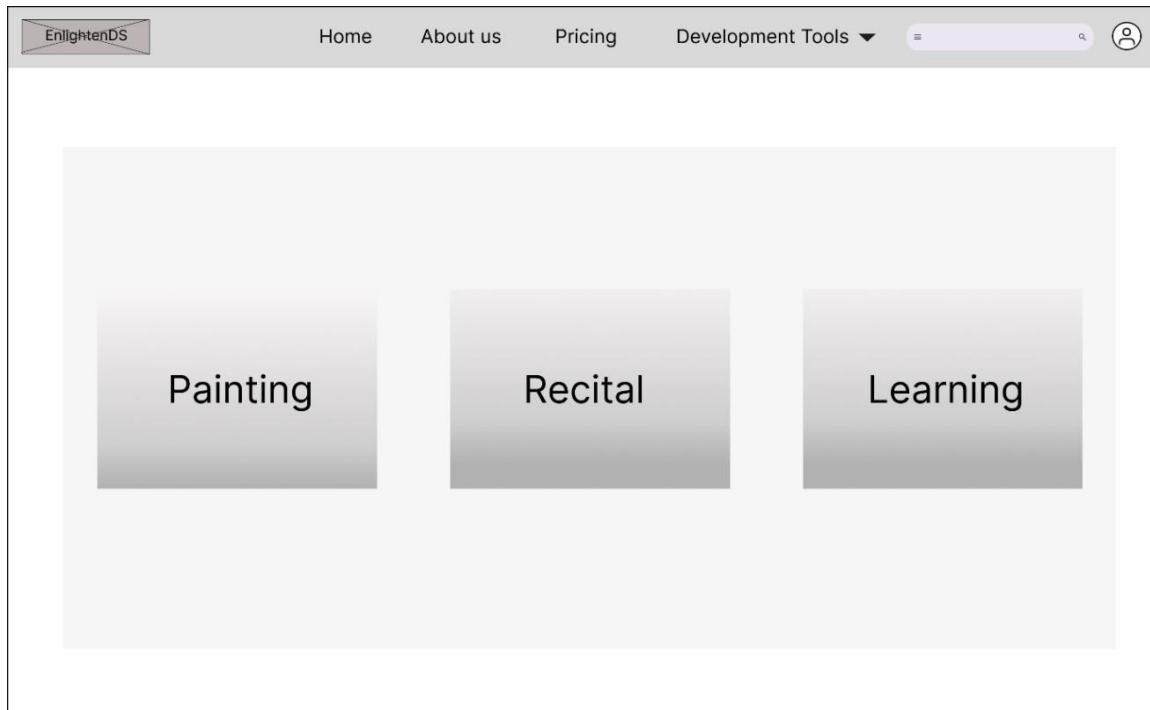 EnlightenDS
Home About us Pricing Development Tools
Painting Recital Learning